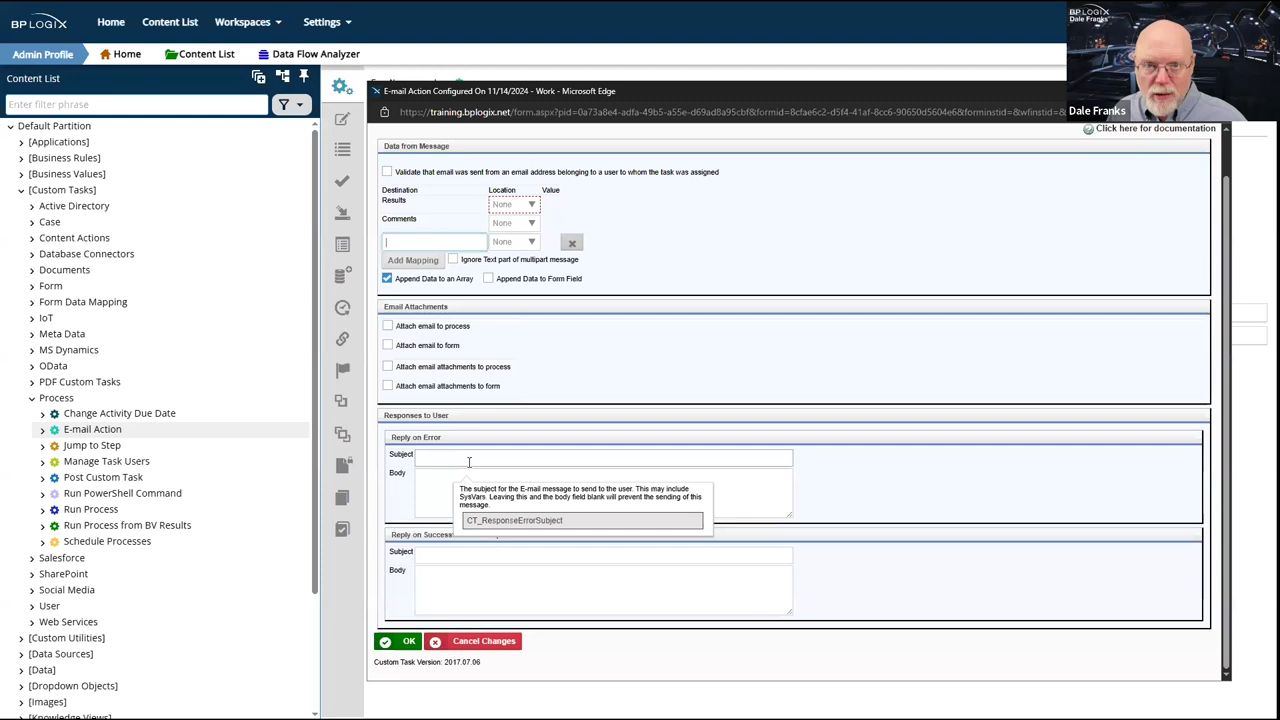 BP LOGIX
Home
Content List
Workspaces
Settings
BP LOGIX
Dale Franks
Dale Franks
Admin Profile
Home
Content List
Data Flow Analyzer
Content List
Enter filter phrase
Default Partition
[Applications]
[Business Rules]
[Business Values]
[Custom Tasks]
Active Directory
Case
Content Actions
Database Connectors
Documents
Form
Form Data Mapping
IoT
Meta Data
MS Dynamics
OData
PDF Custom Tasks
Process
Change Activity Due Date
E-mail Action
Jump to Step
Manage Task Users
Post Custom Task
Run PowerShell Command
Run Process
Run Process from BV Results
Schedule Processes
Salesforce
SharePoint
Social Media
User
Web Services
[Custom Utilities]
[Data Sources]
[Data]
[Dropdown Objects]
[Images]
[Knowledge Views]
E-mail Action Configured On 11/14/2024 - Work - Microsoft Edge
Click here for documentation
Data from Message
Validate that email was sent from an email address belonging to a user to whom the task was assigned
Destination Location Value
Results None
Comments None
None
Add Mapping Ignore Text part of multipart message
Append Data to an Array Append Data to Form Field
Email Attachments
Attach email to process
Attach email to form
Attach email attachments to process
Attach email attachments to form
Responses to User
Reply on Error
Subject
Body
The subject for the E-mail message to send to the user. This may include
SysVars. Leaving this and the body field blank will prevent the sending of this
message.
CT_ResponseErrorSubject
Reply on Success
Subject
Body
OK Cancel Changes
Custom Task Version: 2017.07.06